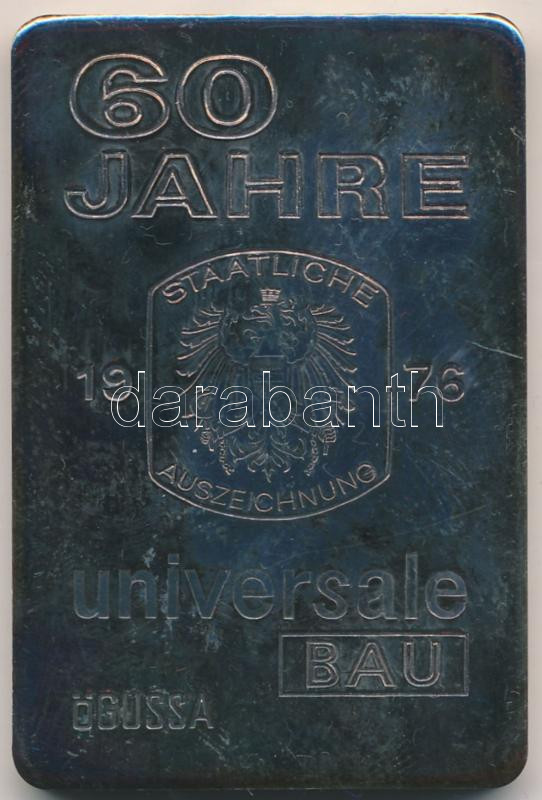 60
JAHRE
STAATLICHE
19 76
darabanth
AUSZEICHNUNG
universale
BAU
ÖGUSSA